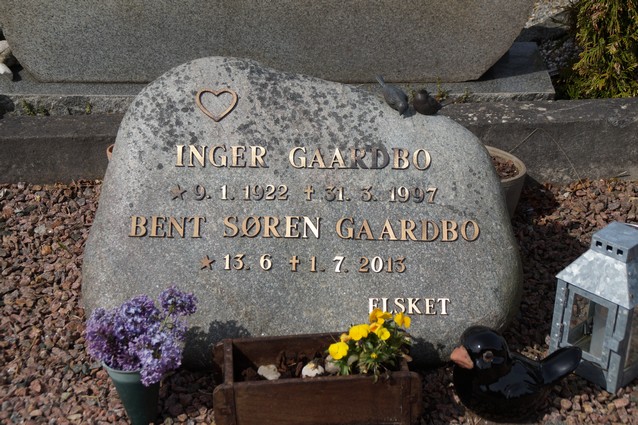 INGER GAARDBO
* 9. 1. 1922 † 31. 3. 1997
BENT SØREN GAARDBO
* 13. 6 † 1. 7. 2013
ELSKET